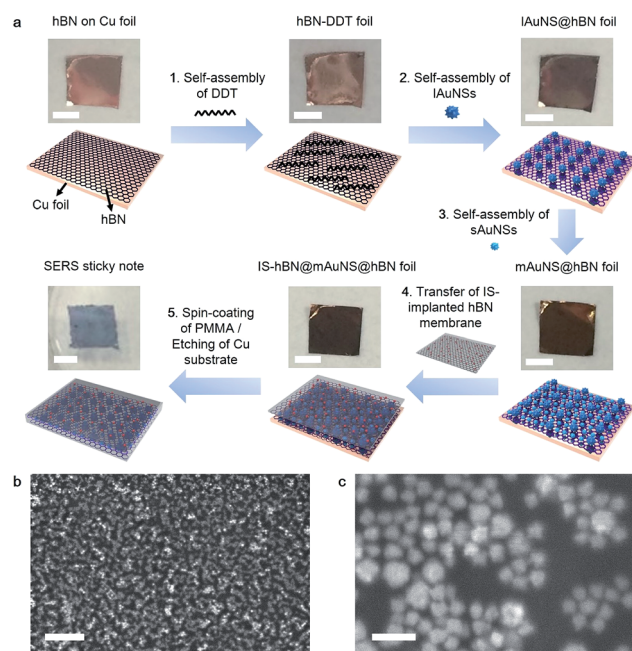 a
hBN on Cu foil
hBN-DDT foil
lAuNS@hBN foil
1. Self-assembly
of DDT
2. Self-assembly of
lAuNSs
Cu foil
hBN
3. Self-assembly of
sAuNSs
SERS sticky note
IS-hBN@mAuNS@hBN foil
mAuNS@hBN foil
5. Spin-coating
of PMMA /
Etching of Cu
substrate
4. Transfer of IS-
implanted hBN
membrane
b
c